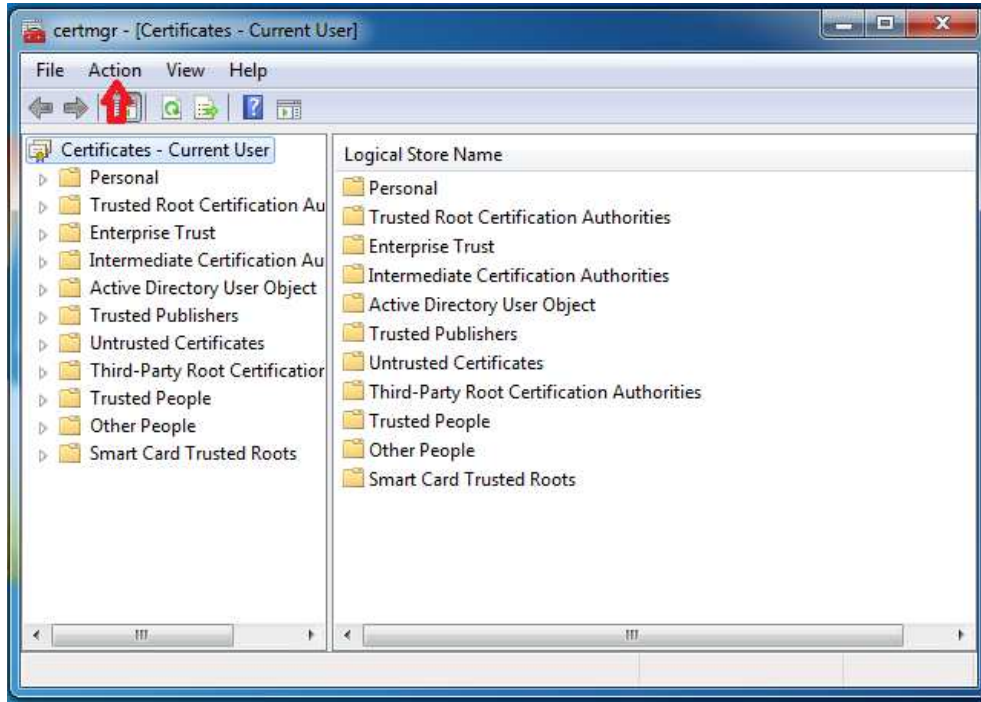 certmgr - [Certificates - Current User]
File Action View Help
Certificates - Current User
Personal
Trusted Root Certification Au
Enterprise Trust
Intermediate Certification Au
Active Directory User Object
Trusted Publishers
Untrusted Certificates
Third-Party Root Certification
Trusted People
Other People
Smart Card Trusted Roots
Logical Store Name
Personal
Trusted Root Certification Authorities
Enterprise Trust
Intermediate Certification Authorities
Active Directory User Object
Trusted Publishers
Untrusted Certificates
Third-Party Root Certification Authorities
Trusted People
Other People
Smart Card Trusted Roots